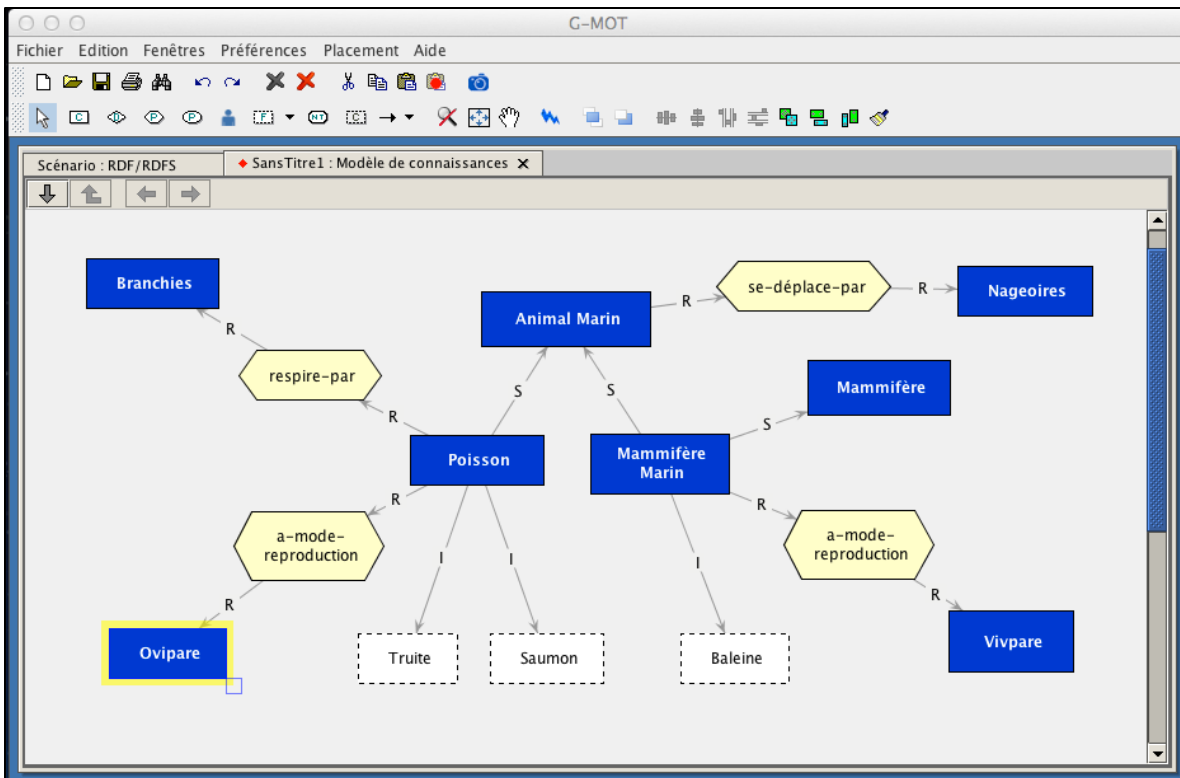 G-MOT
Fichier Edition Fenêtres Préférences Placement Aide
C D P P F NT C
Scénario : RDF/RDFS
SansTitre1 : Modèle de connaissances
Branchies
se-déplace-par
R
Nageoires
Animal Marin
R
R
respire-par
Mammifère
S
S
R
S
Poisson
Mammifère
Marin
R
R
a-mode-
reproduction
a-mode-
reproduction
I
I
I
R
R
Ovipare
Truite
Saumon
Baleine
Vivpare